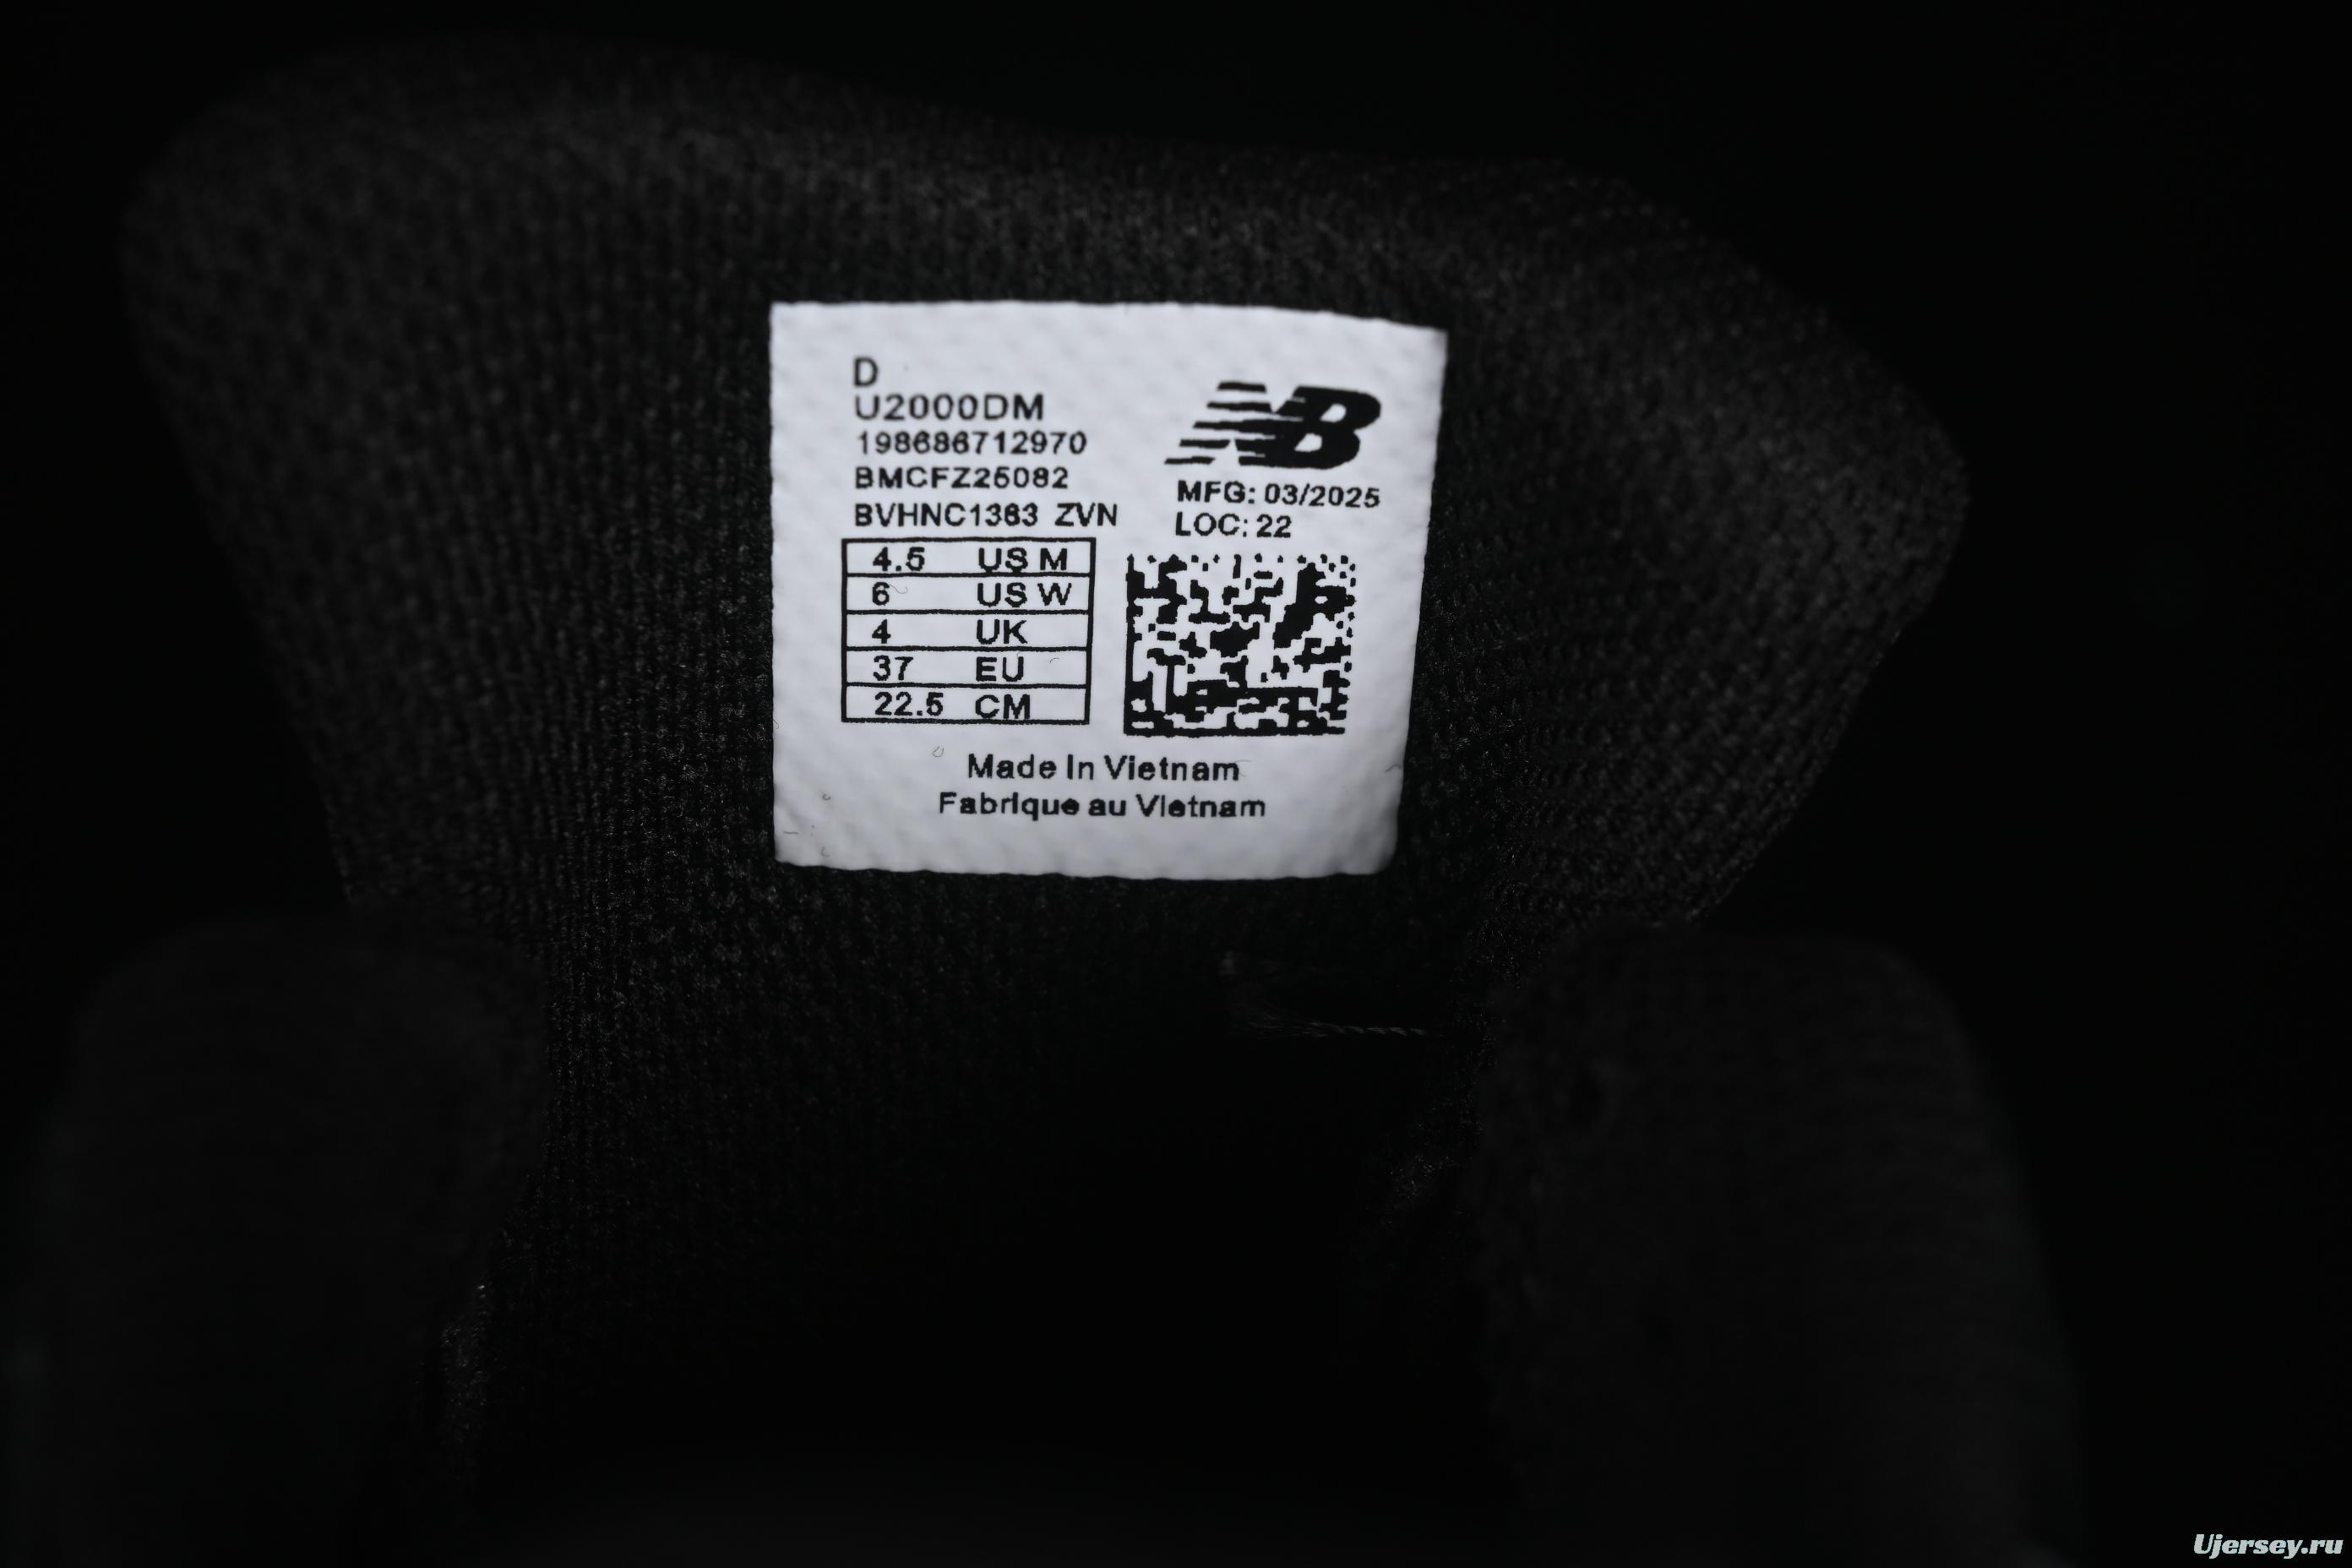 D
U2000DM
198686712970
BMCFZ25082
BVHNC1363 ZVN
NB
MFG: 03/2025
LOC: 22
4.5 US M
6 US W
4 UK
37 EU
22.5 CM
Made In Vietnam
Fabrique au Vietnam
Ujersey.ru